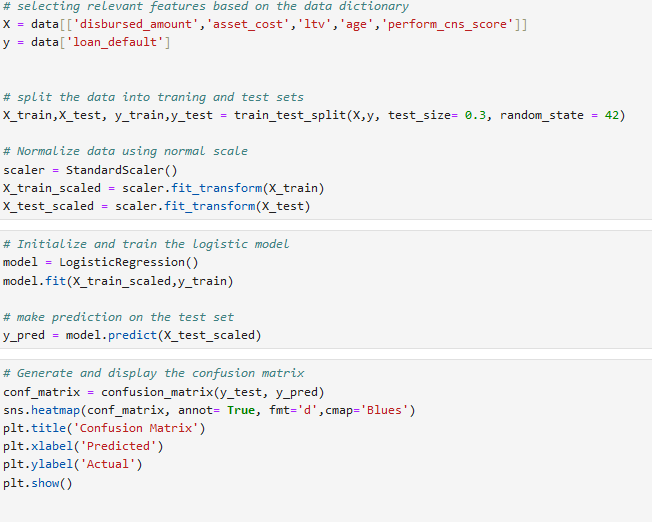 # selecting relevant features based on the data dictionary
X = data[['disbursed_amount','asset_cost','ltv','age','perform_cns_score']]
y = data['loan_default']
# split the data into traning and test sets
X_train,X_test, y_train,y_test = train_test_split(X,y, test_size= 0.3, random_state = 42)
# Normalize data using normal scale
scaler = StandardScaler()
X_train_scaled = scaler.fit_transform(X_train)
X_test_scaled = scaler.fit_transform(X_test)
# Initialize and train the logistic model
model = LogisticRegression()
model.fit(X_train_scaled,y_train)
# make prediction on the test set
y_pred = model.predict(X_test_scaled)
# Generate and display the confusion matrix
conf_matrix = confusion_matrix(y_test, y_pred)
sns.heatmap(conf_matrix, annot= True, fmt='d',cmap='Blues')
plt.title('Confusion Matrix')
plt.xlabel('Predicted')
plt.ylabel('Actual')
plt.show()